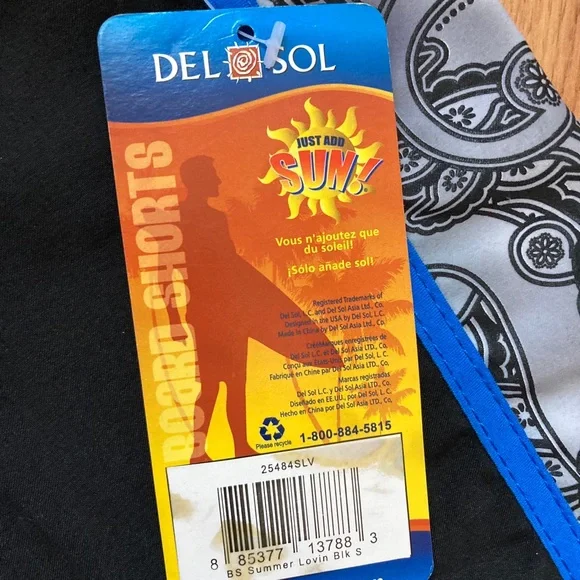 DEL SOL
BOARD SHORTS
JUST ADD
SUN!
Vous n'ajoutez que
du soleil!
¡Sólo añade sol!
Registered Trademarks of
Del Sol, L.C. and Del Sol Asia Ltd., Co.
Designed in the USA by Del Sol, L.C.
Made in China by Del Sol Asia Ltd., Co.
CréeMarques enregistrées de
Del Sol L.C. et Del Sol Asia LTD., Co.
Conçu aux États-Unis par Del Sol, L.C.
Fabriqué en Chine par Del Sol Asia LTD., Co.
Marcas registradas
Del Sol L.C. y Del Sol Asia LTD., Co.
Diseñado en EE.UU., por Del Sol, L. C.
Hecho en China por Del Sol Asia Ltd., Co.
Please recycle
1-800-884-5815
25484SLV
8 85377 13788 3
BS Summer Lovin Blk S